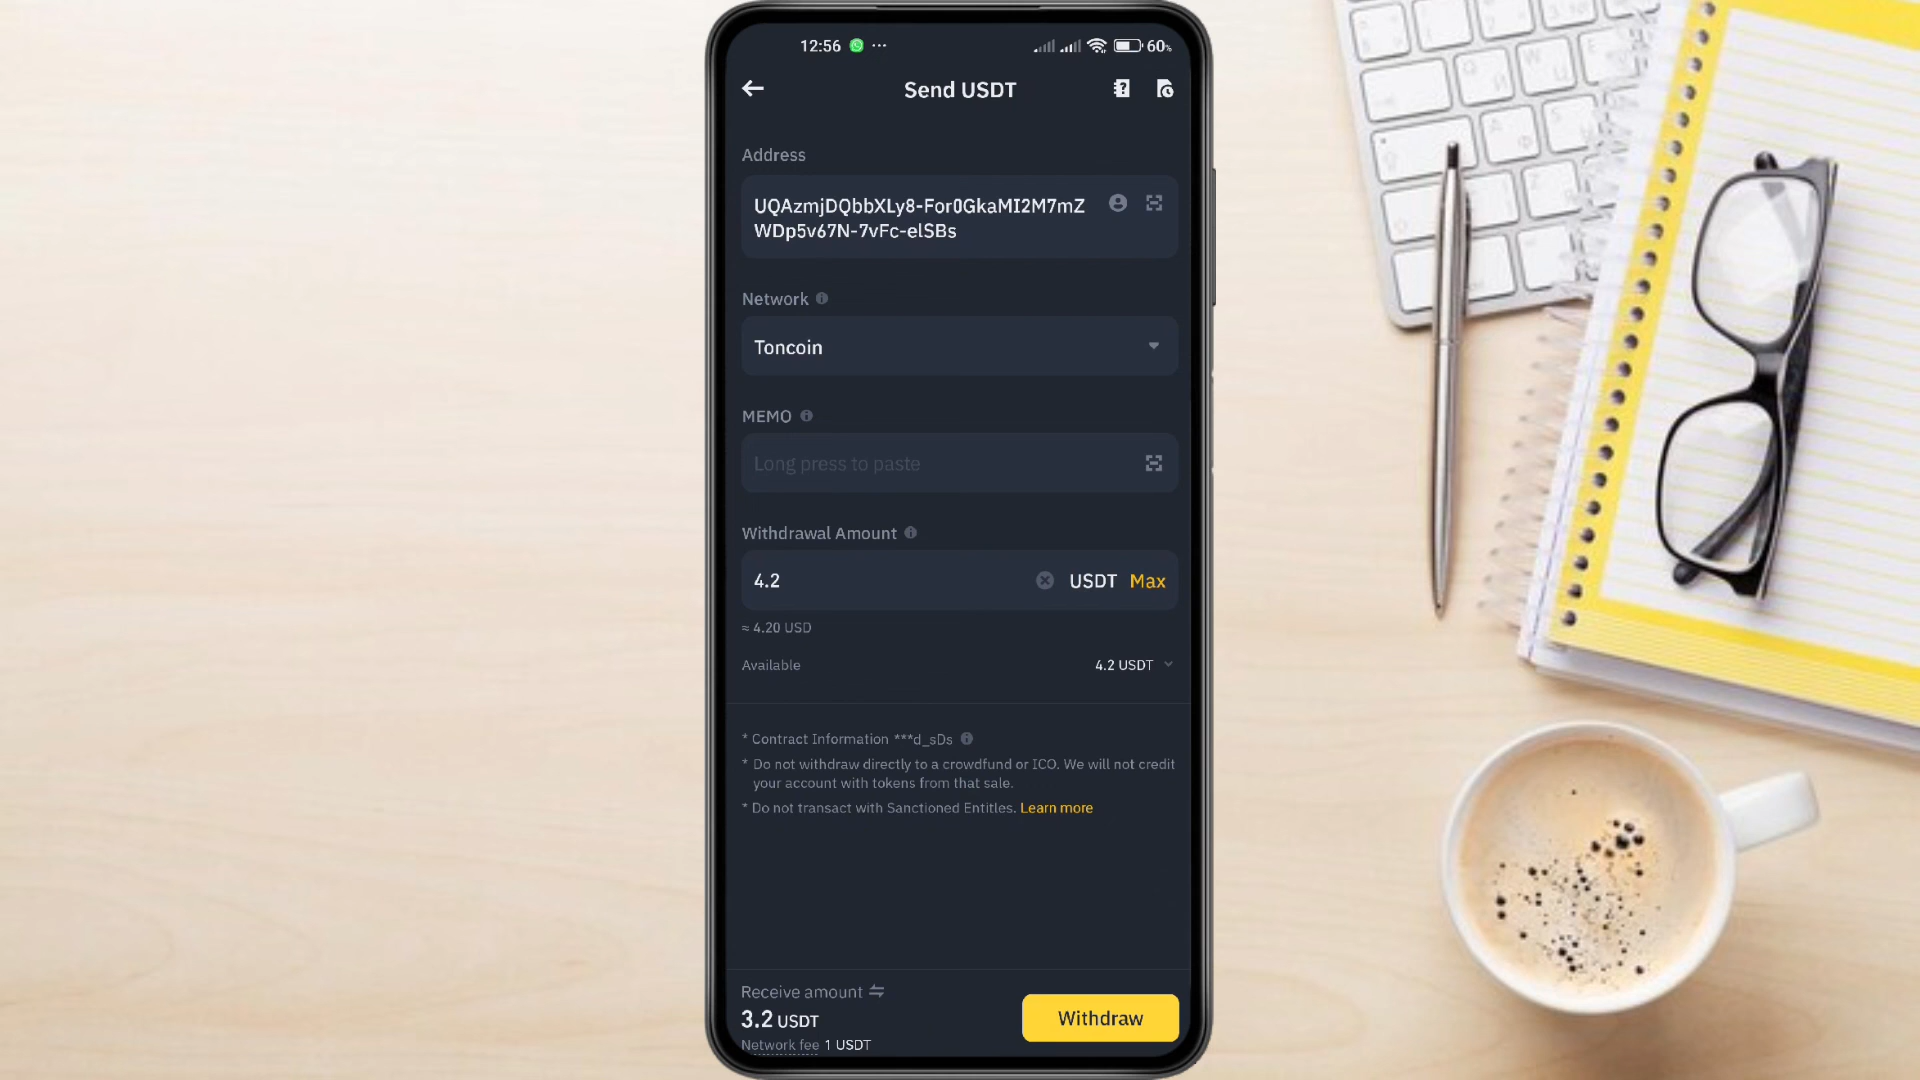 12:56 ... 60%
Send USDT
Address
UQAzmjDQbbXLy8-For0GkaMI2M7mZ
WDp5v67N-7vFc-elSBs
Network
Toncoin
MEMO
Long press to paste
Withdrawal Amount
4.2 USDT Max
≈ 4.20 USD
Available 4.2 USDT
* Contract Information ***d_sDs
* Do not withdraw directly to a crowdfund or ICO. We will not credit
your account with tokens from that sale.
* Do not transact with Sanctioned Entitles. Learn more
Receive amount
3.2 USDT
Withdraw
Network fee 1 USDT